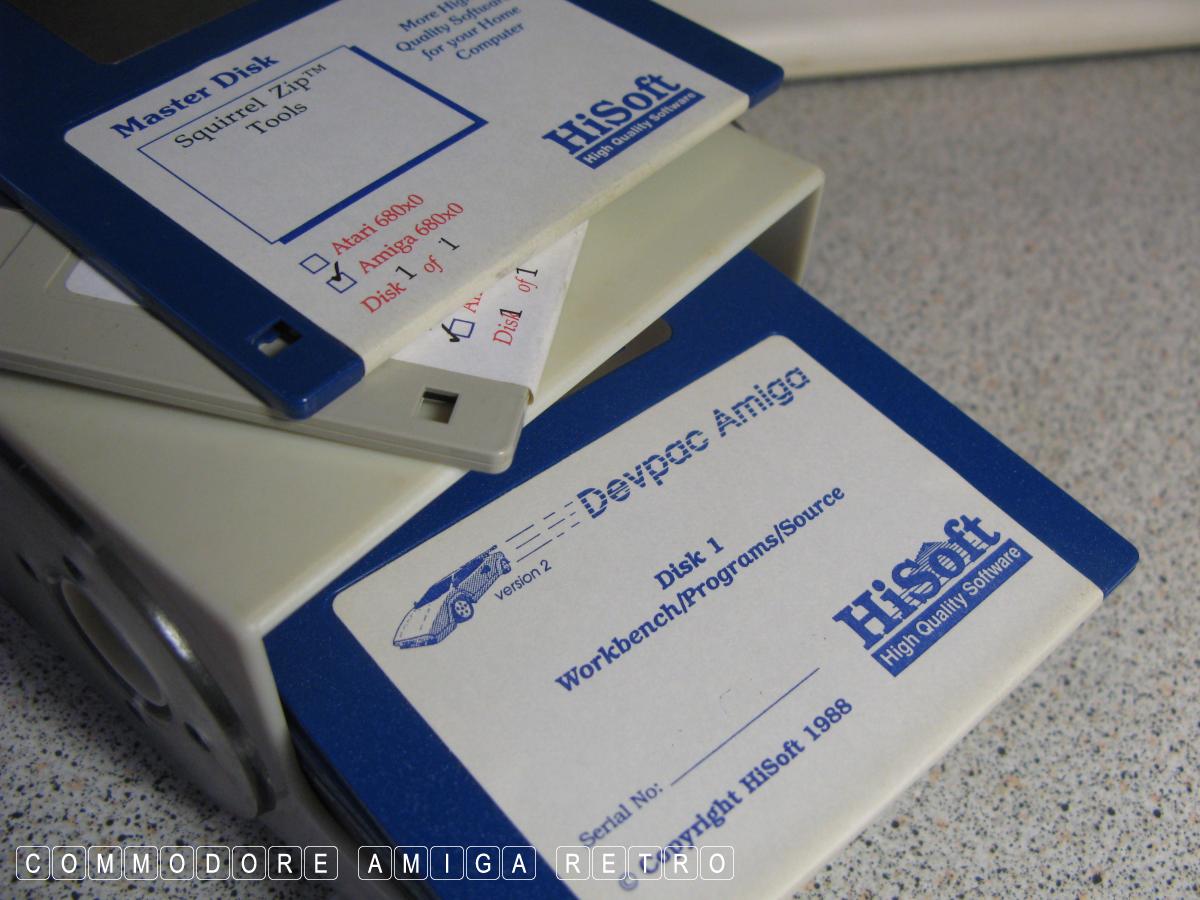 More High
Quality Software
for your Home
Computer
Master Disk
Squirrel Zip™
Tools
HiSoft
High Quality Software
Atari 680x0
Amiga 680x0
Disk 1 of 1
Disk 1 of 1
Devpac Amiga
version 2
Disk 1
Workbench/Programs/Source
HiSoft
High Quality Software
Serial No:
© Copyright HiSoft 1988
COMMODORE AMIGA RETRO